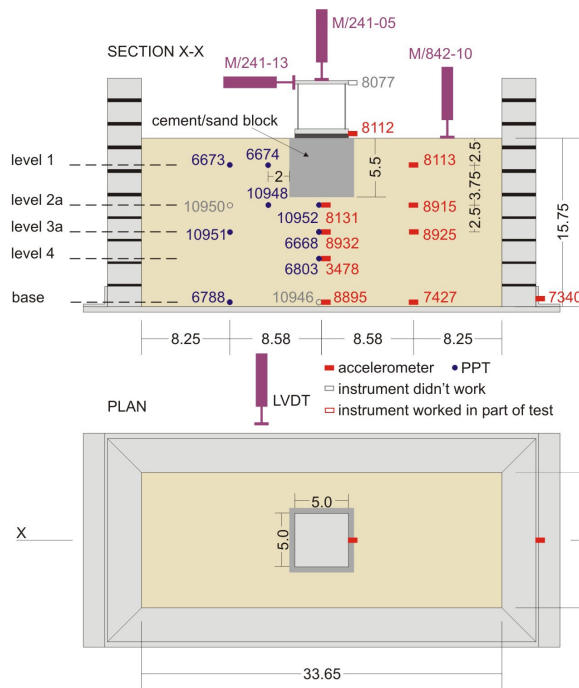 M/241-05
SECTION X-X
M/842-10
M/241-13
8077
cement/sand block
8112
level 1
6673
6674
8113
2.5
2
5.5
3.75
10948
level 2a
10950
10952
8131
8915
2.5
15.75
level 3a
10951
6668
8932
8925
level 4
6803
3478
base
6788
10946
8895
7427
7340
8.25
8.58
8.58
8.25
accelerometer
PPT
instrument didn't work
LVDT
instrument worked in part of test
PLAN
5.0
5.0
X
33.65